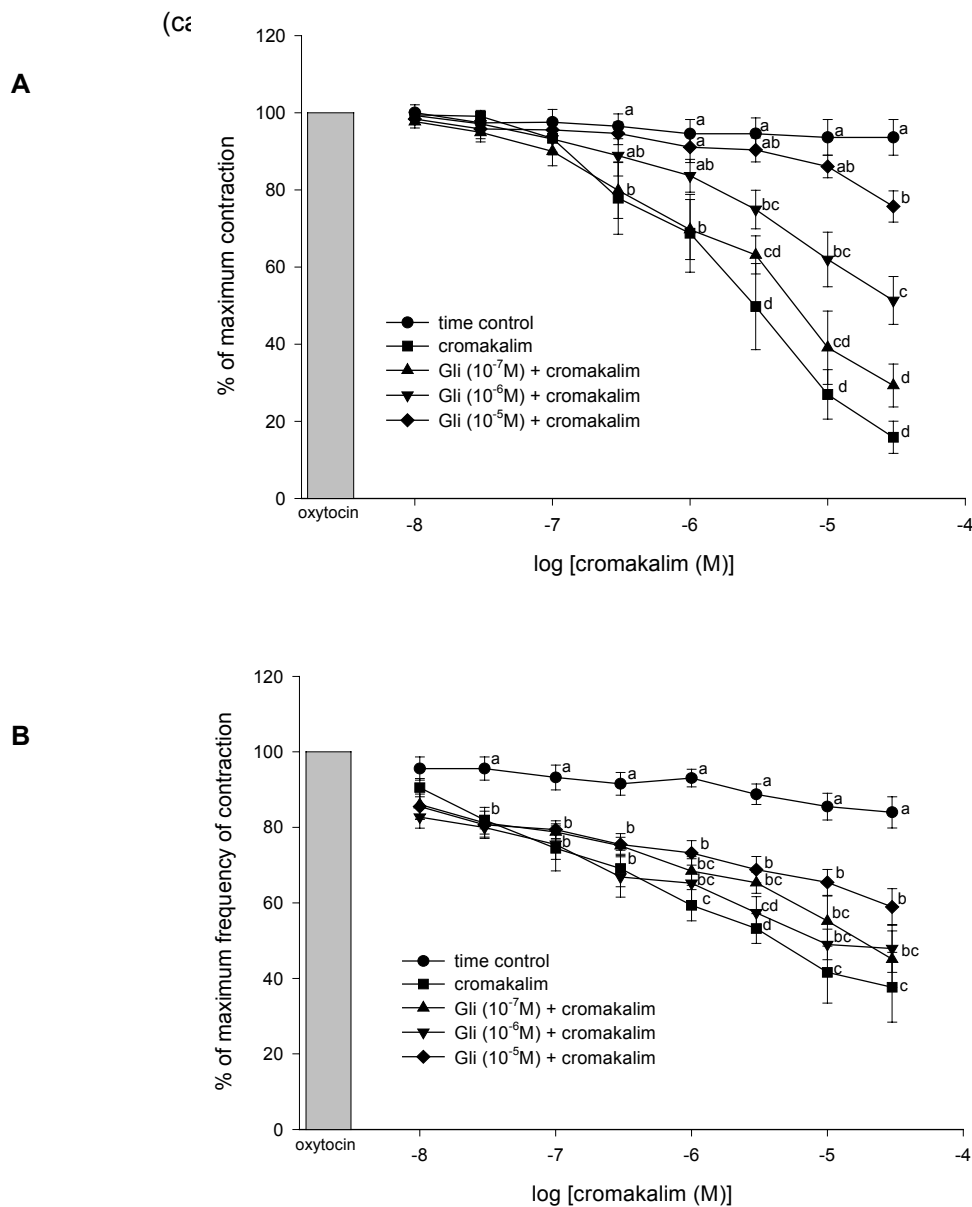 (ca
A
120
100
80
60
40
20
0
% of maximum contraction
a
a
a
a
a
ab
a
ab
ab
b
ab
bc
bc
c
b
b
cd
cd
d
d
d
d
time control
cromakalim
Gli (10⁻⁷M) + cromakalim
Gli (10⁻⁶M) + cromakalim
Gli (10⁻⁵M) + cromakalim
oxytocin
-8
-7
-6
-5
-4
log [cromakalim (M)]
B
120
100
80
60
40
20
0
% of maximum frequency of contraction
a
a
a
a
a
a
a
b
b
b
b
b
b
b
b
b
bc
bc
bc
bc
cd
bc
bc
c
d
c
c
time control
cromakalim
Gli (10⁻⁷M) + cromakalim
Gli (10⁻⁶M) + cromakalim
Gli (10⁻⁵M) + cromakalim
oxytocin
-8
-7
-6
-5
-4
log [cromakalim (M)]